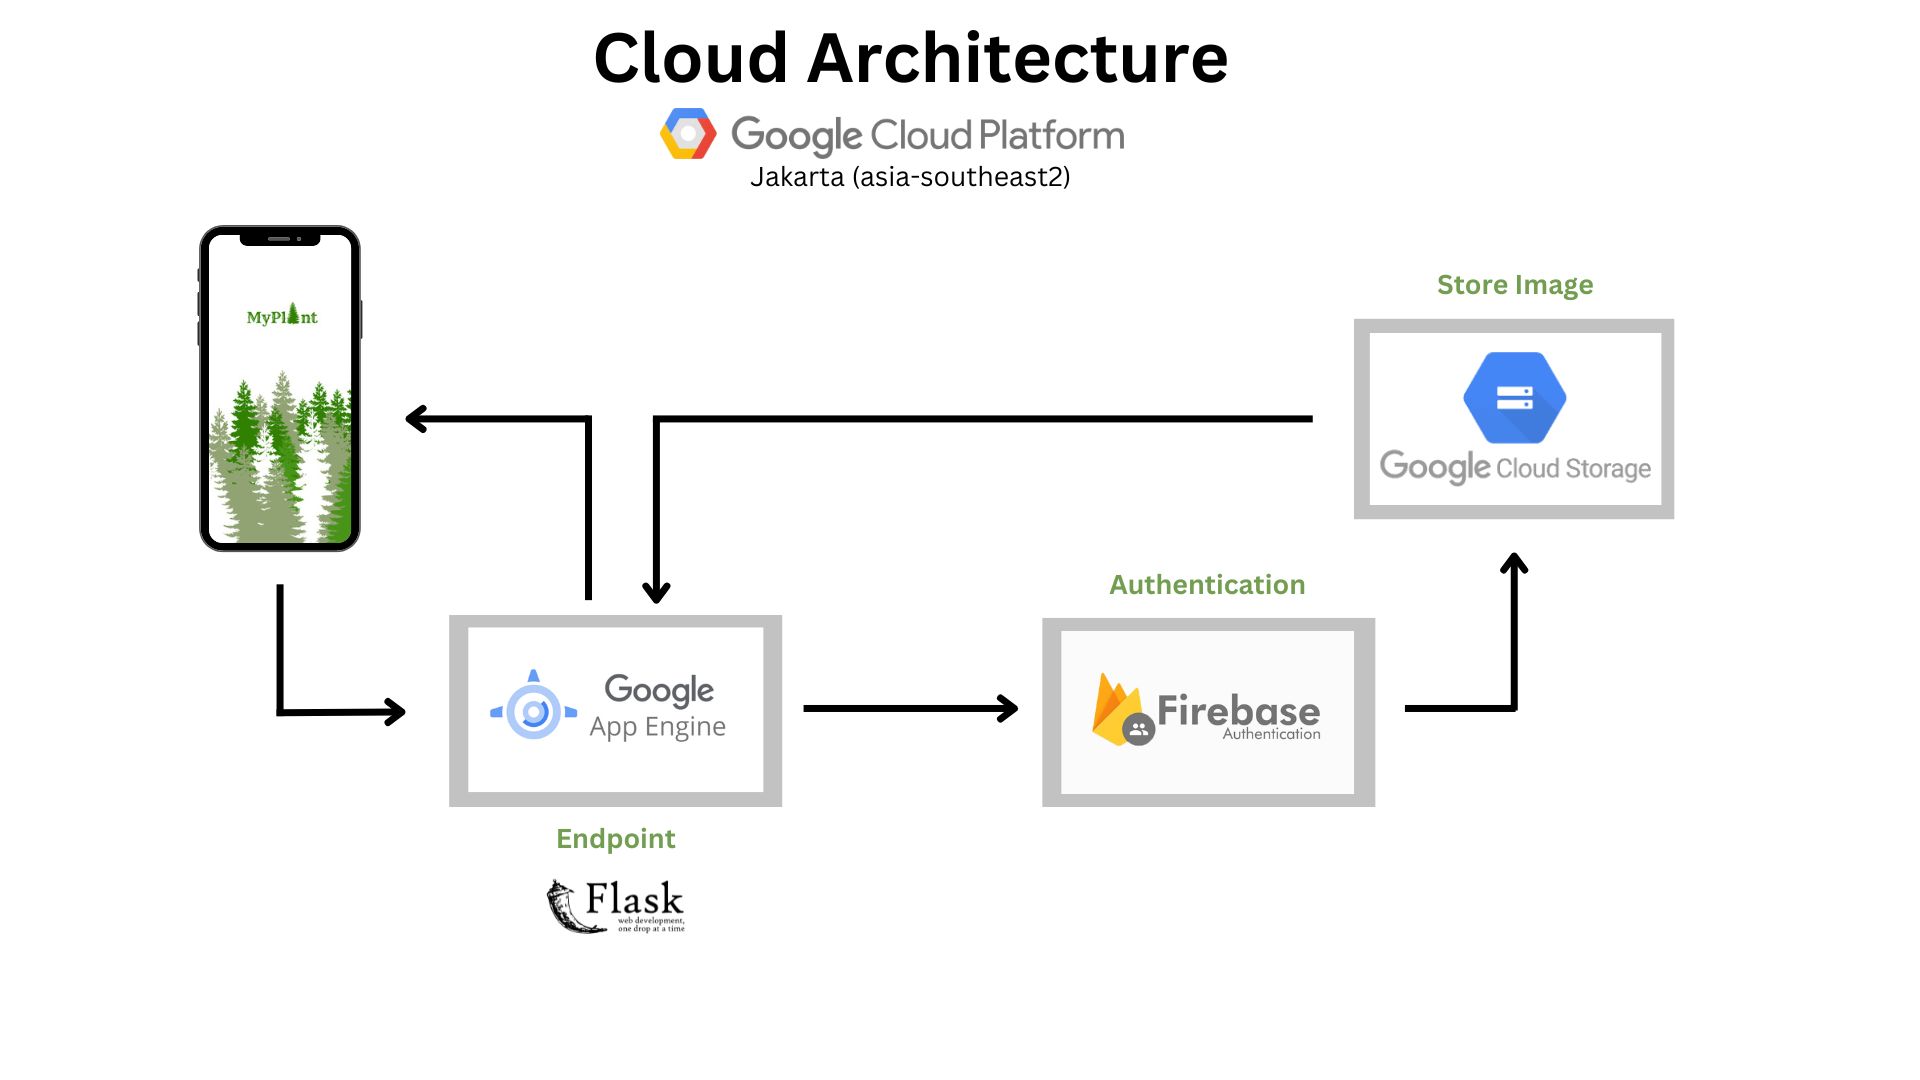 Cloud Architecture
Google Cloud Platform
Jakarta (asia-southeast2)
MyPlnt
Store Image
Google Cloud Storage
Authentication
Firebase
Authentication
Google
App Engine
Endpoint
Flask
web development,
one drop at a time